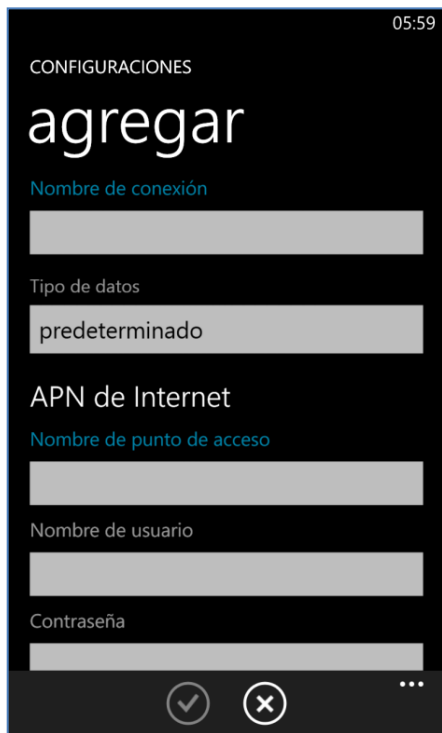 05:59
CONFIGURACIONES
agregar
Nombre de conexión
Tipo de datos
predeterminado
APN de Internet
Nombre de punto de acceso
Nombre de usuario
Contraseña